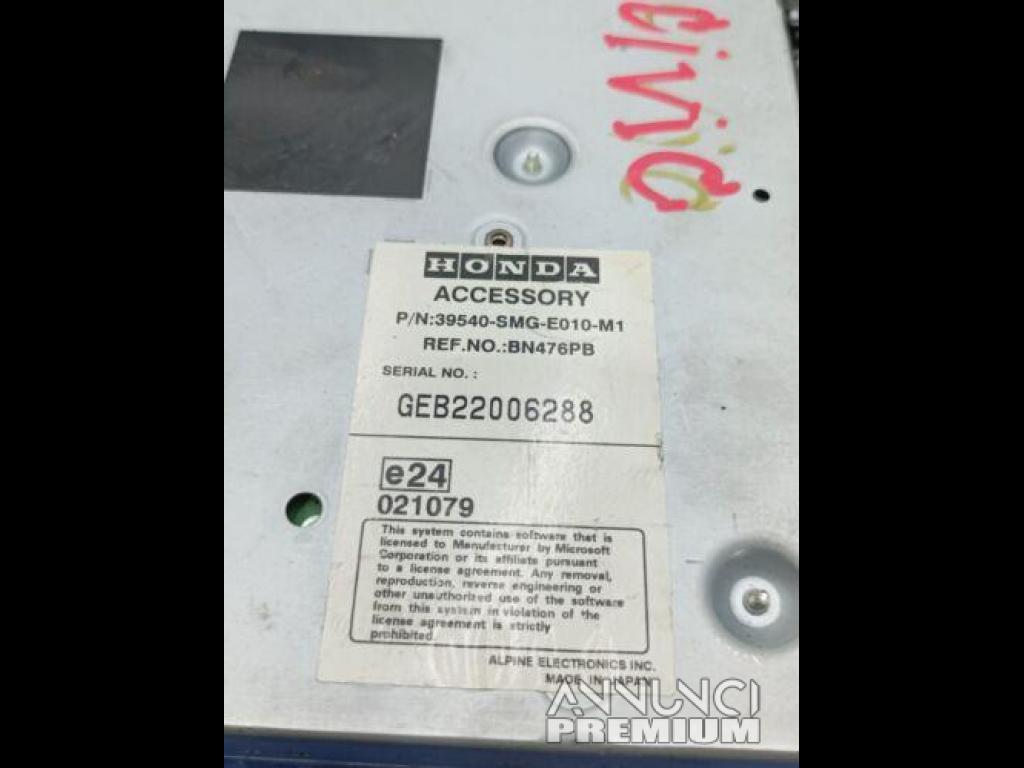 CIVIC
HONDA
ACCESSORY
P/N:39540-SMG-E010-M1
REF.NO.:BN476PB
SERIAL NO. :
GEB22006288
e24
021079
This system contains software that is
licensed to Manufacturer by Microsoft
Corporation or its affiliate pursuant
to a license agreement. Any removal,
reproduction, reverse engineering or
other unauthorized use of the software
from this system in violation of the
license agreement is strictly
prohibited.
ALPINE ELECTRONICS INC.
MADE IN JAPAN
ANNUNCI
PREMIUM